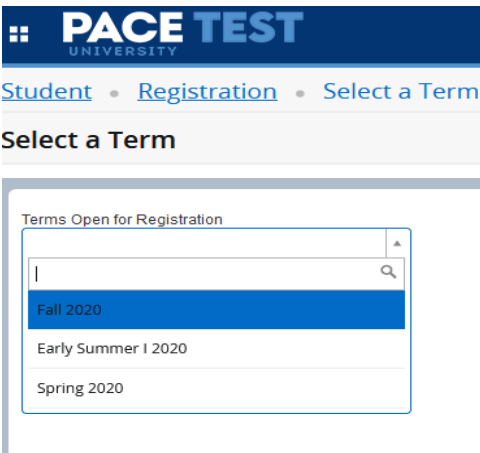 PACE TEST
UNIVERSITY
Student • Registration • Select a Term
Select a Term
Terms Open for Registration
Fall 2020
Early Summer I 2020
Spring 2020